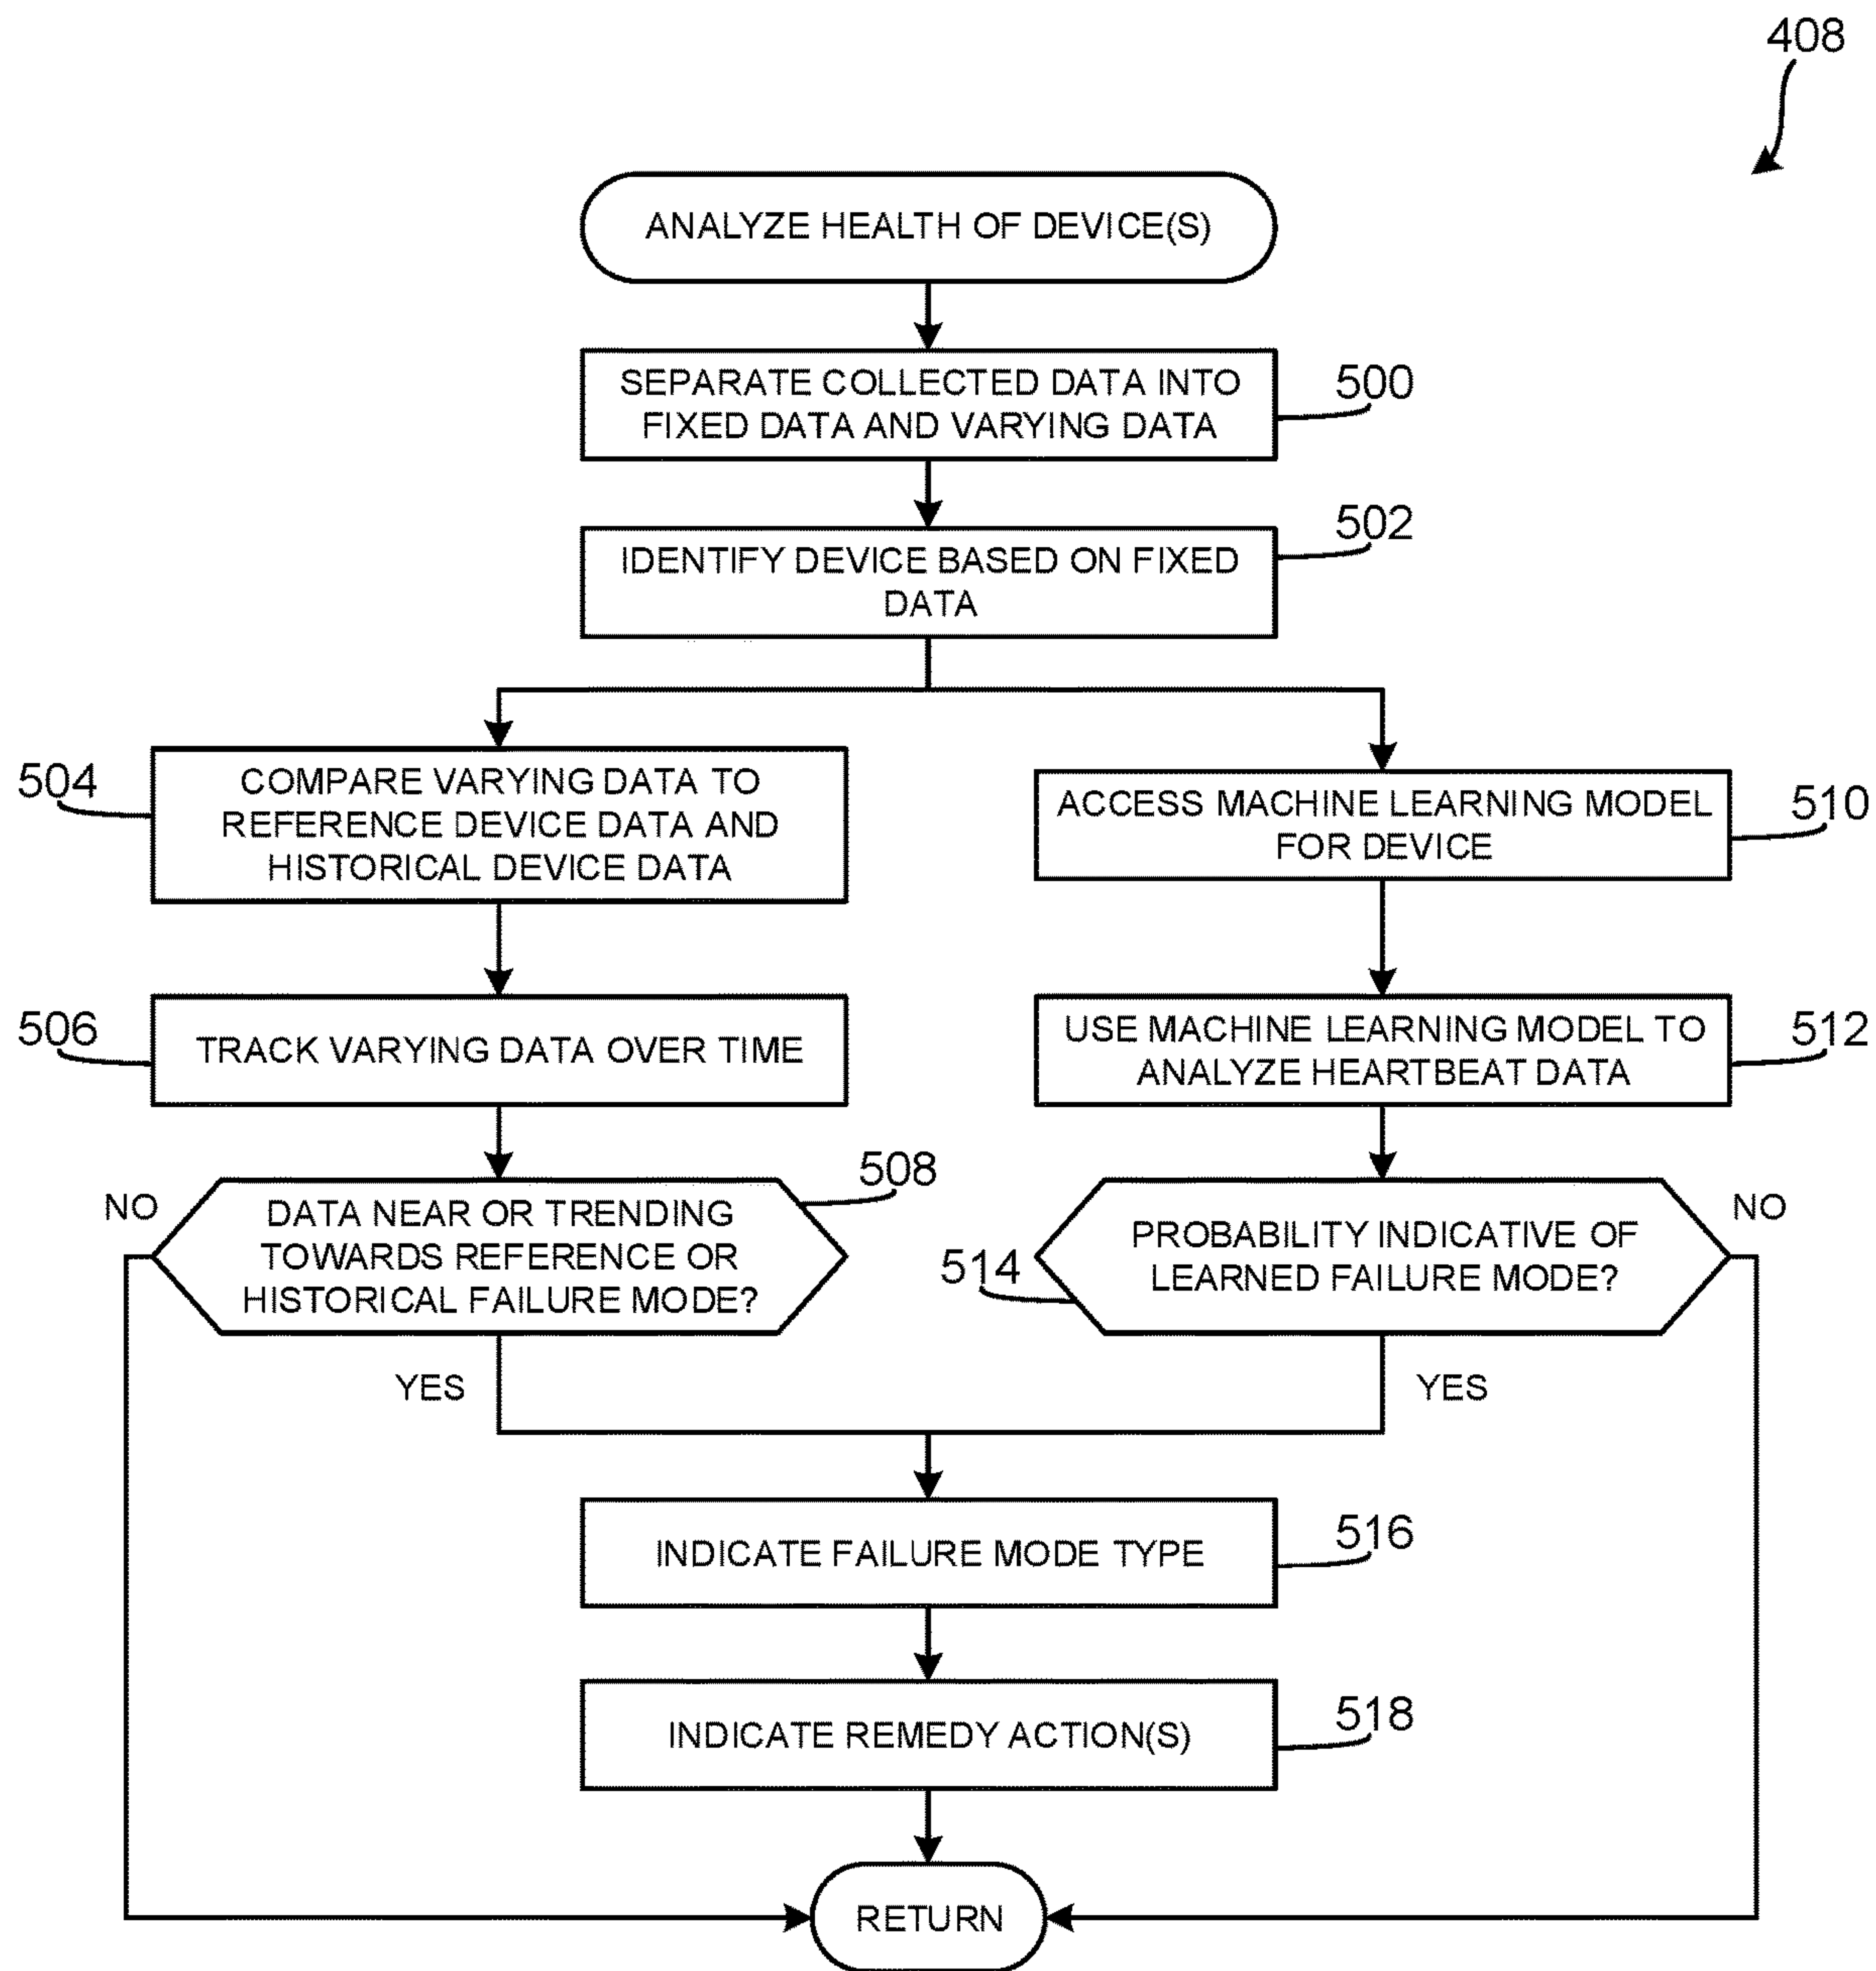 408
ANALYZE HEALTH OF DEVICE(S)
SEPARATE COLLECTED DATA INTO
FIXED DATA AND VARYING DATA
500
IDENTIFY DEVICE BASED ON FIXED
DATA
502
504
COMPARE VARYING DATA TO
REFERENCE DEVICE DATA AND
HISTORICAL DEVICE DATA
ACCESS MACHINE LEARNING MODEL
FOR DEVICE
510
506
TRACK VARYING DATA OVER TIME
USE MACHINE LEARNING MODEL TO
ANALYZE HEARTBEAT DATA
512
NO
DATA NEAR OR TRENDING
TOWARDS REFERENCE OR
HISTORICAL FAILURE MODE?
508
514
PROBABILITY INDICATIVE OF
LEARNED FAILURE MODE?
NO
YES
YES
INDICATE FAILURE MODE TYPE
516
INDICATE REMEDY ACTION(S)
518
RETURN